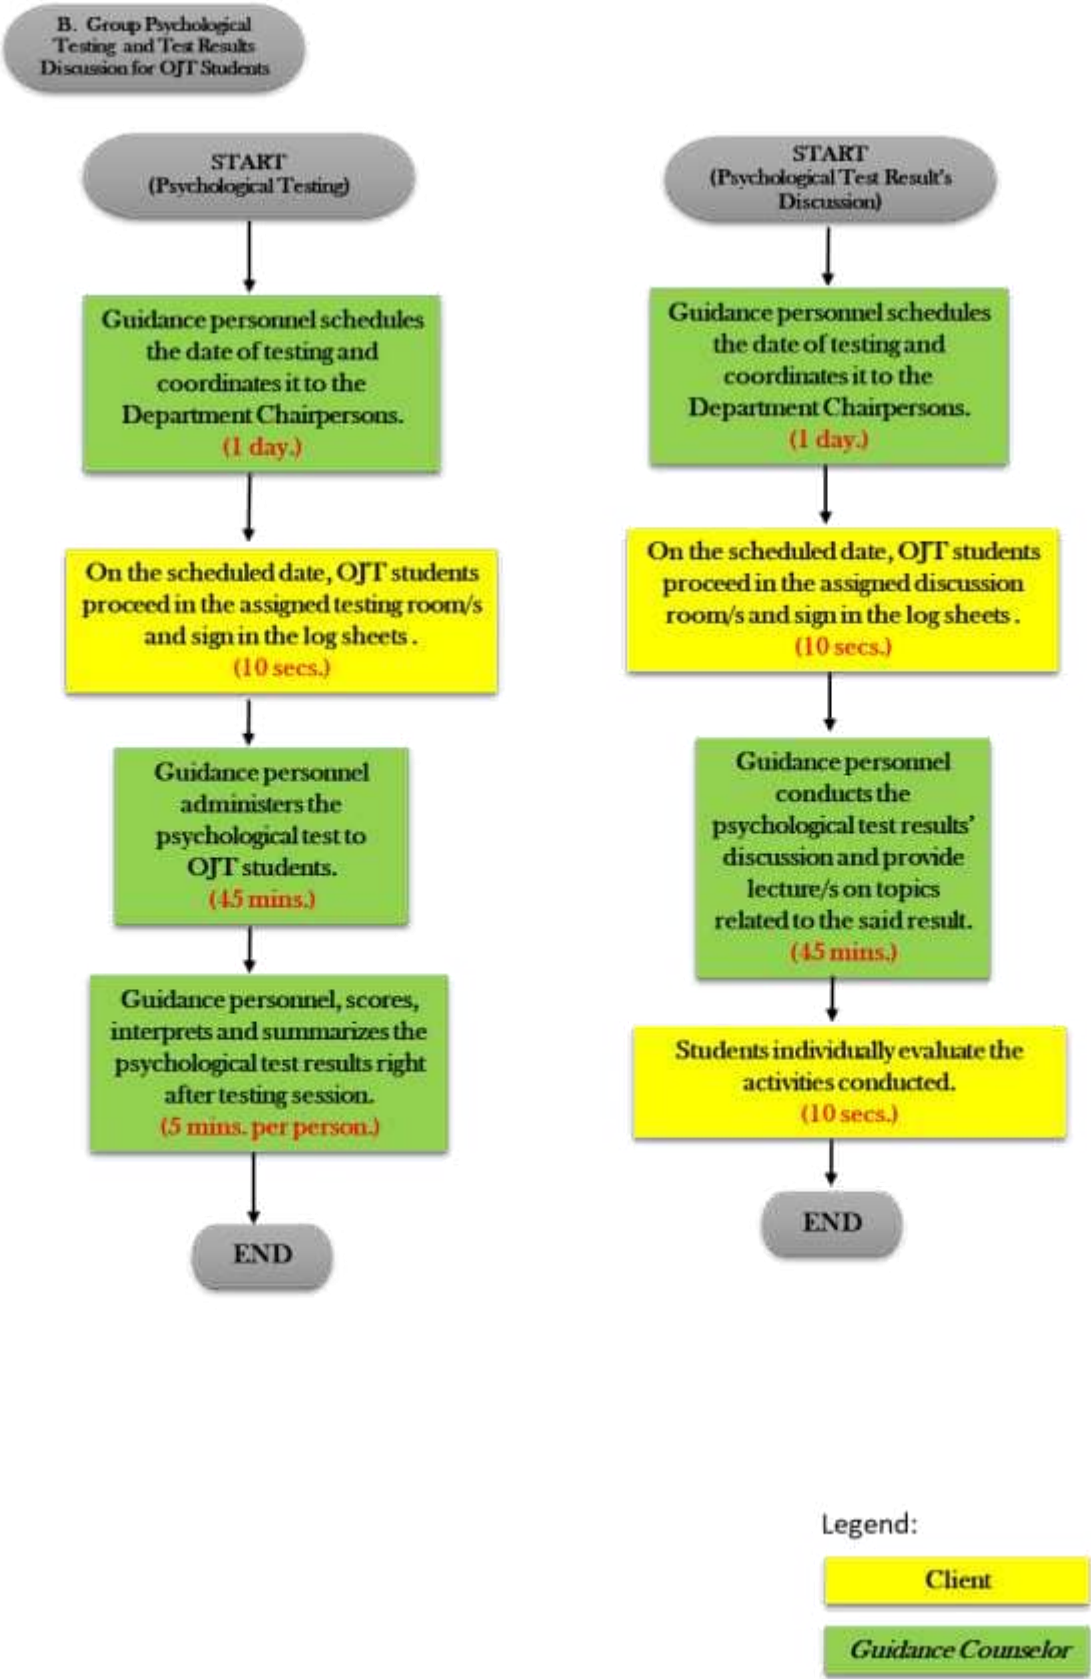 B. Group Psychological
Testing and Test Results
Discussion for OJT Students
START
(Psychological Testing)
Guidance personnel schedules
the date of testing and
coordinates it to the
Department Chairpersons.
(1 day.)
On the scheduled date, OJT students
proceed in the assigned testing room/s
and sign in the log sheets .
(10 secs.)
Guidance personnel
administers the
psychological test to
OJT students.
(45 mins.)
Guidance personnel, scores,
interprets and summarizes the
psychological test results right
after testing session.
(5 mins. per person.)
END
START
(Psychological Test Result's
Discussion)
Guidance personnel schedules
the date of testing and
coordinates it to the
Department Chairpersons.
(1 day.)
On the scheduled date, OJT students
proceed in the assigned discussion
room/s and sign in the log sheets .
(10 secs.)
Guidance personnel
conducts the
psychological test results’
discussion and provide
lecture/s on topics
related to the said result.
(45 mins.)
Students individually evaluate the
activities conducted.
(10 secs.)
END
Legend:
Client
Guidance Counselor